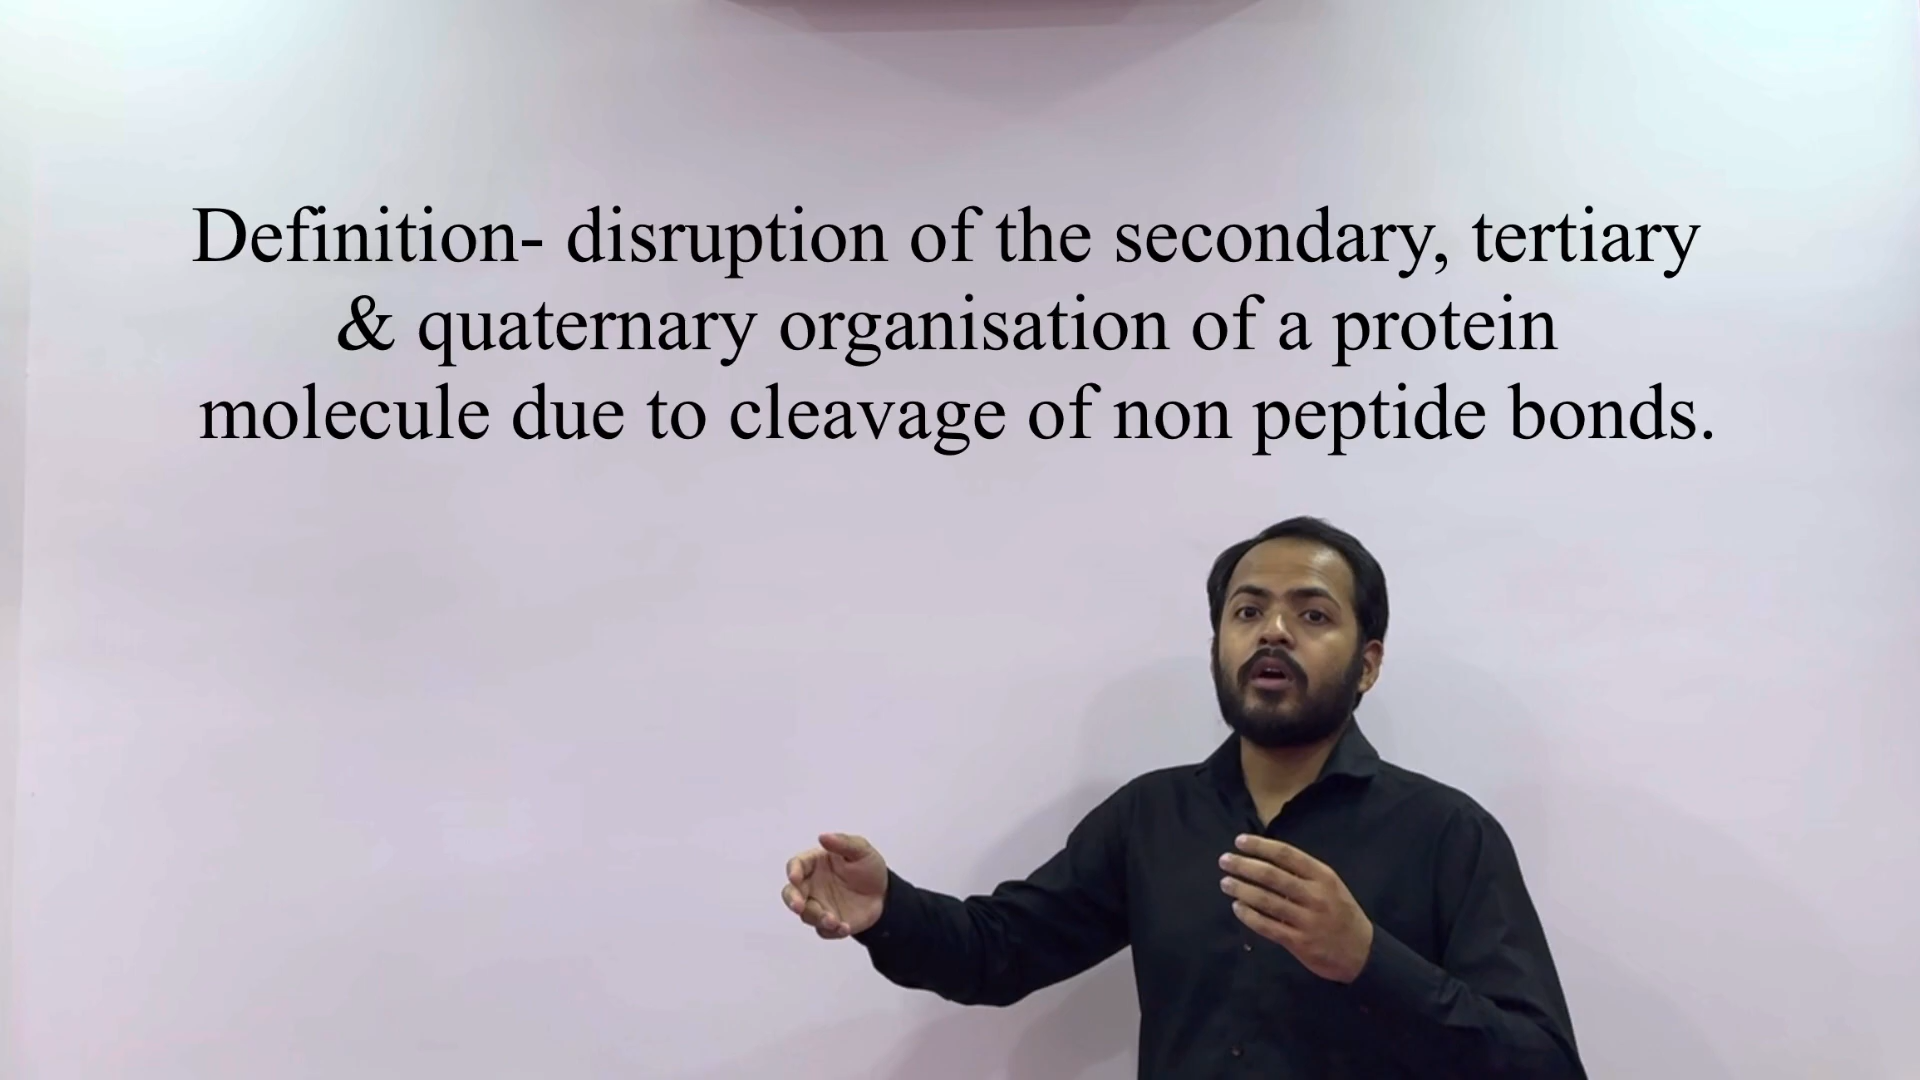 Definition- disruption of the secondary, tertiary
& quaternary organisation of a protein
molecule due to cleavage of non peptide bonds.